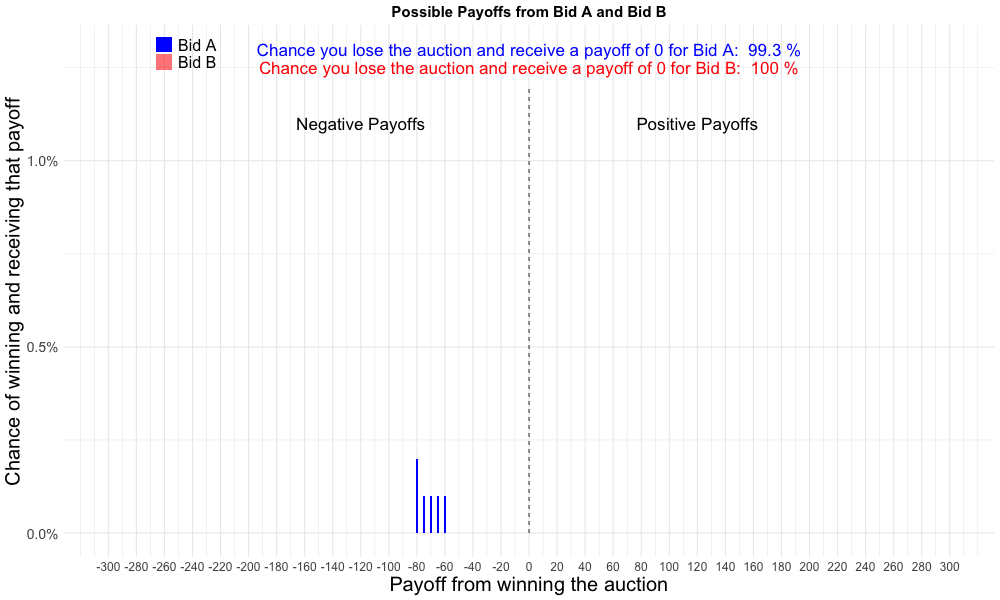 Possible Payoffs from Bid A and Bid B
Bid A
Bid B
Chance you lose the auction and receive a payoff of 0 for Bid A:  99.3 %
Chance you lose the auction and receive a payoff of 0 for Bid B:  100 %
Negative Payoffs
Positive Payoffs
Chance of winning and receiving that payoff
1.0%
0.5%
0.0%
-300 -280 -260 -240 -220 -200 -180 -160 -140 -120 -100 -80 -60 -40 -20 0 20 40 60 80 100 120 140 160 180 200 220 240 260 280 300
Payoff from winning the auction